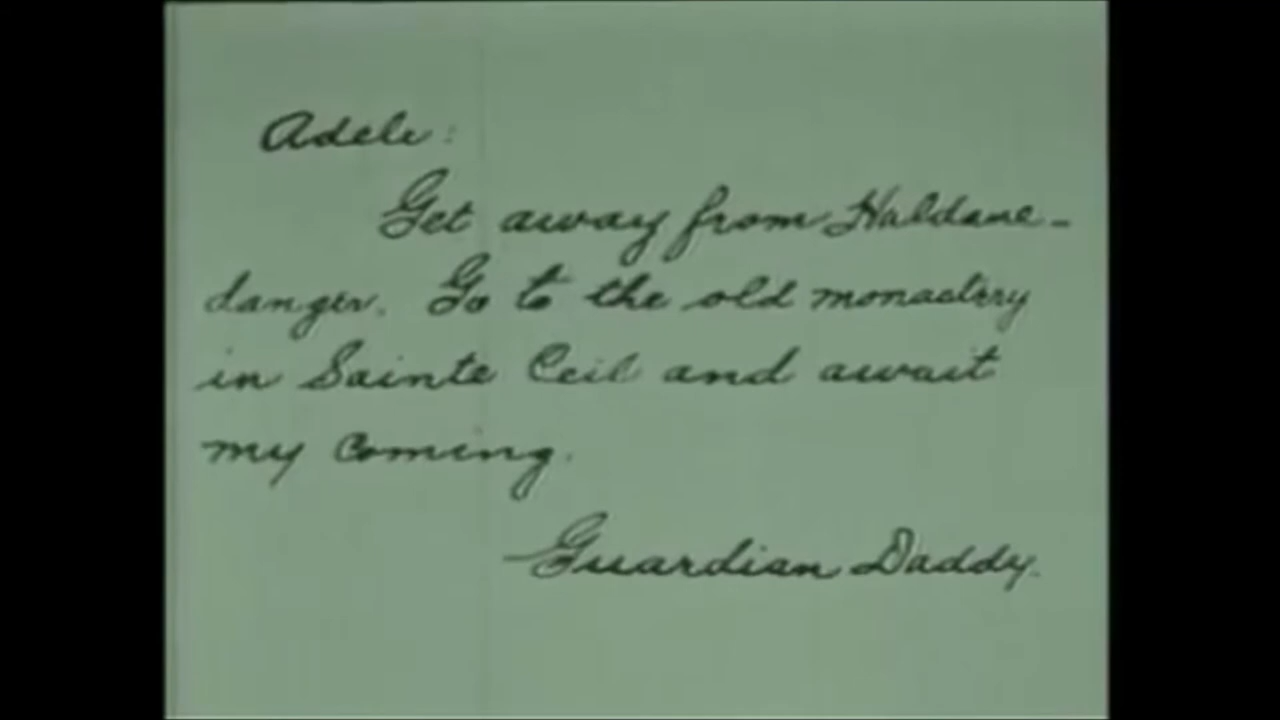 Adele:
Get away from Haldane-
danger. Go to the old monastery
in Sainte Ceil and await
my coming.
Guardian Daddy.